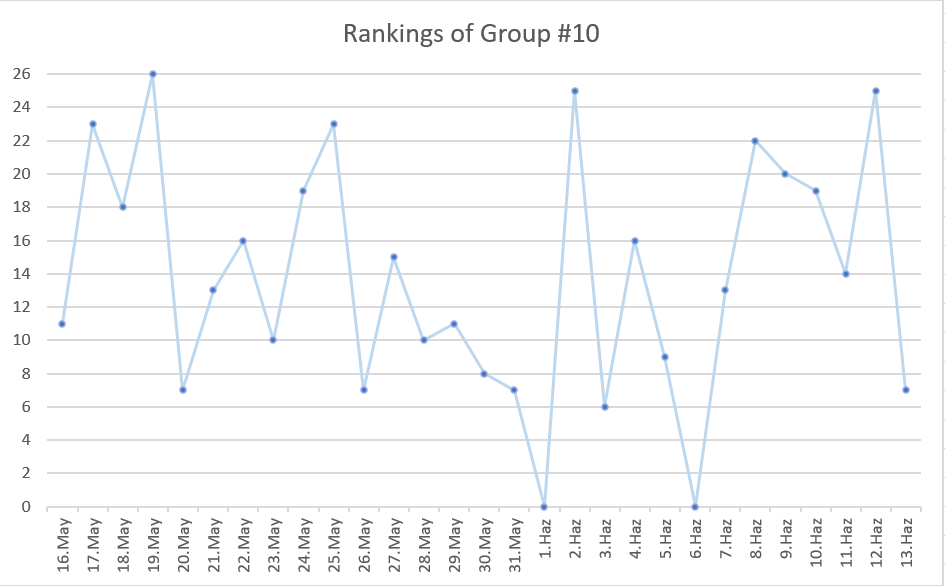 Rankings of Group #10
26
24
22
20
18
16
14
12
10
8
6
4
2
0
16.May
17.May
18.May
19.May
20.May
21.May
22.May
23.May
24.May
25.May
26.May
27.May
28.May
29.May
30.May
31.May
1.Haz
2.Haz
3.Haz
4.Haz
5.Haz
6.Haz
7.Haz
8.Haz
9.Haz
10.Haz
11.Haz
12.Haz
13.Haz